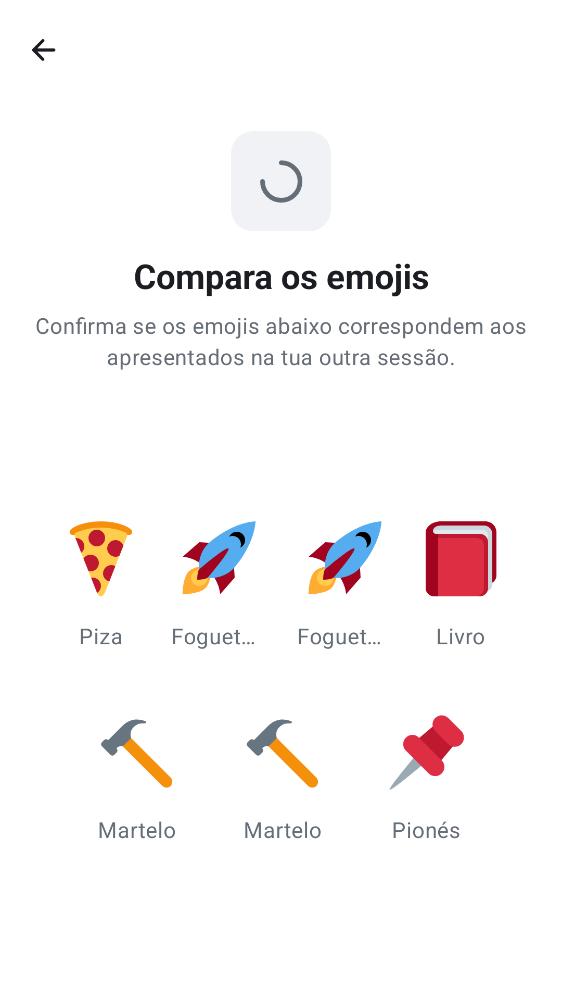 Compara os emojis
Confirma se os emojis abaixo correspondem aos
apresentados na tua outra sessão.
Piza Foguet... Foguet... Livro
Martelo Martelo Pionés